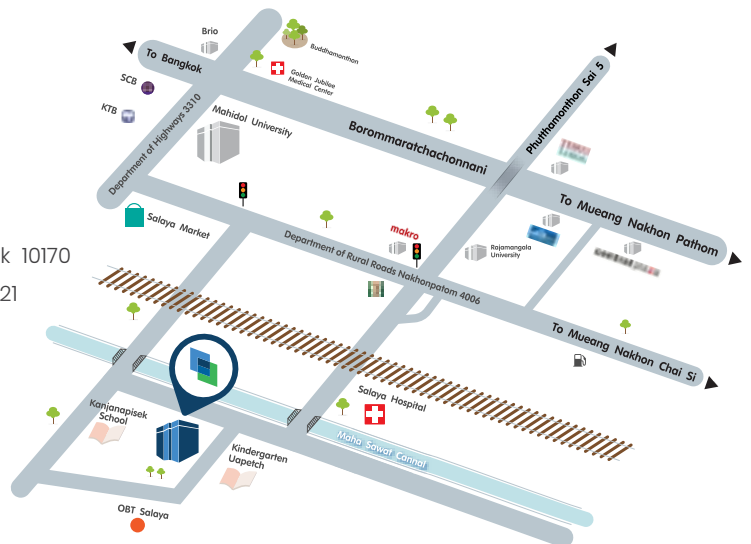 Brio
Buddhamonthon
To Bangkok
Golden Jubilee
Medical Center
SCB
KTB
Department of Highways 3310
Mahidol University
Borommaratchachonnani
Phutthamonthon Sai 5
To Mueang Nakhon Pathom
Salaya Market
makro
Rajamangala
University
k 10170
21
Department of Rural Roads Nakhonpatom 4006
To Mueang Nakhon Chai Si
Salaya Hospital
Kanjanapisek
School
Maha Sawat Cannal
Kindergarten
Uapetch
OBT Salaya